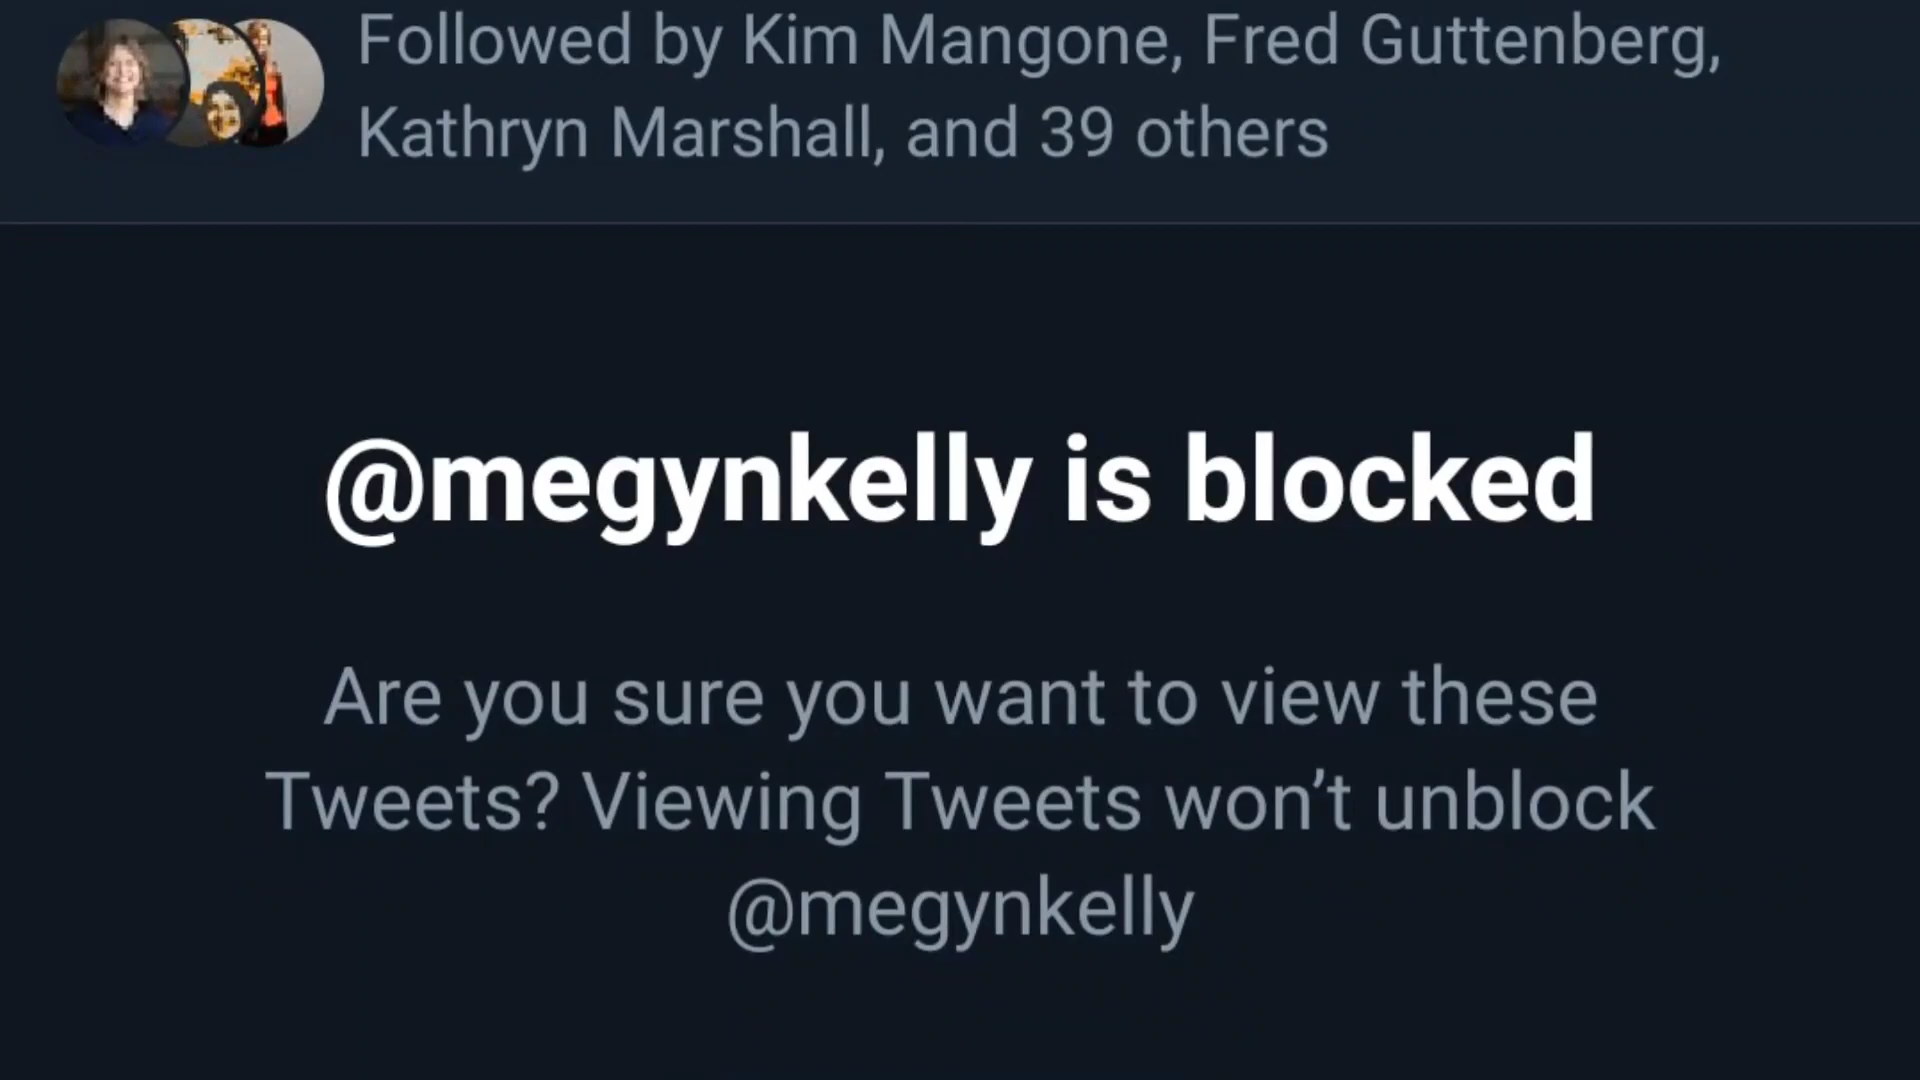 Followed by Kim Mangone, Fred Guttenberg,
Kathryn Marshall, and 39 others
@megynkelly is blocked
Are you sure you want to view these
Tweets? Viewing Tweets won’t unblock
@megynkelly